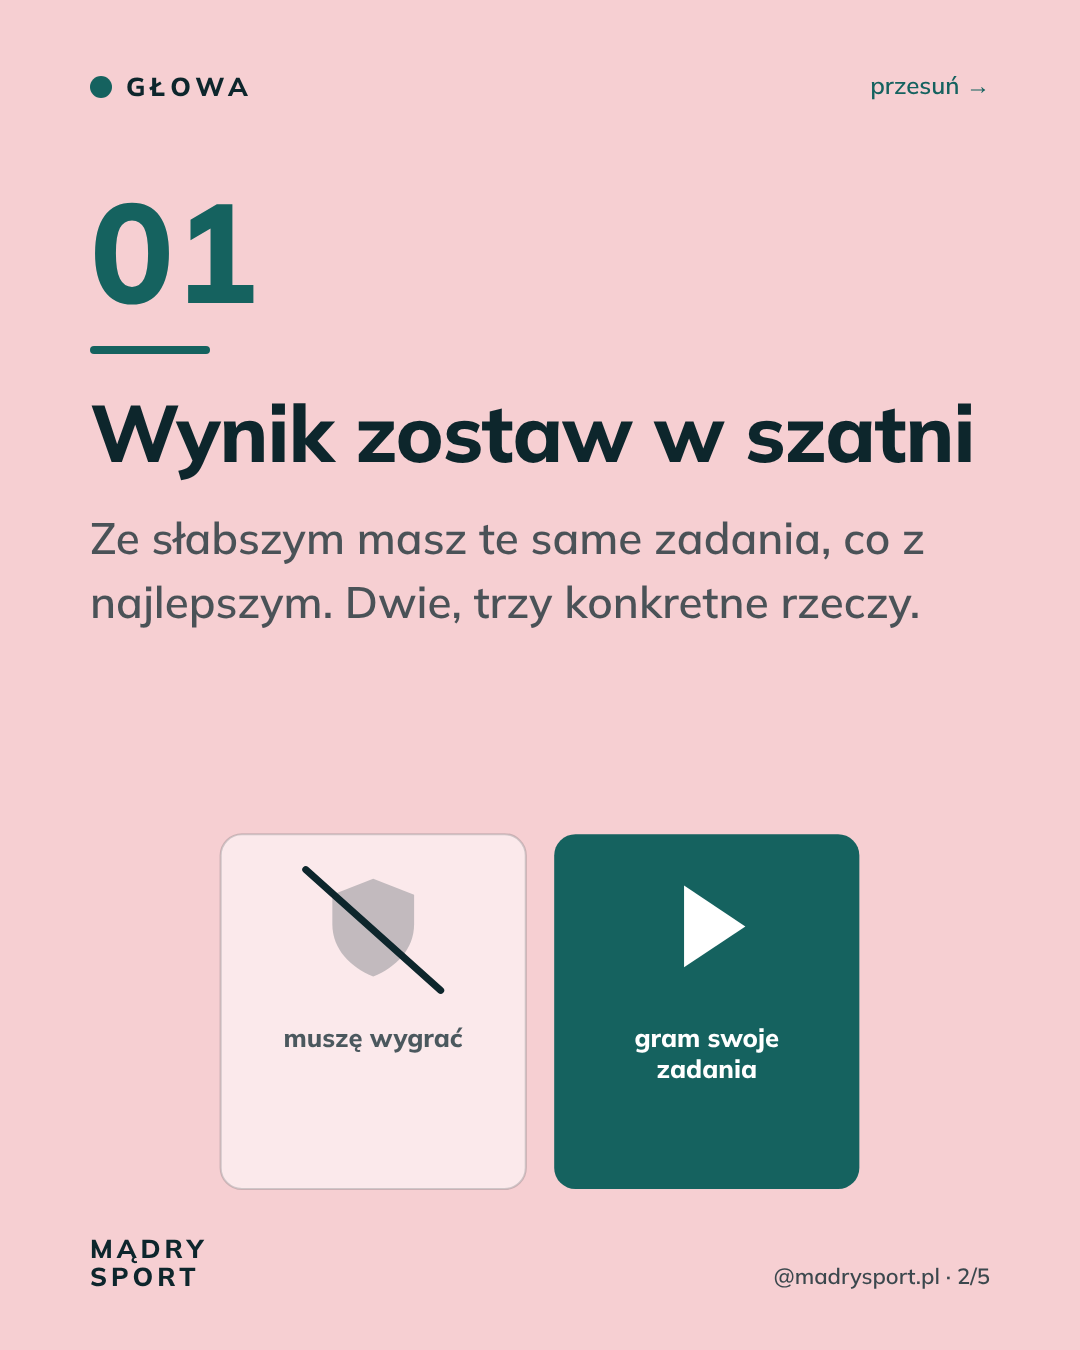 GŁOWA
przesuń →
01
Wynik zostaw w szatni
Ze słabszym masz te same zadania, co z
najlepszym. Dwie, trzy konkretne rzeczy.
muszę wygrać
gram swoje
zadania
MĄDRY
SPORT
@madrysport.pl · 2/5